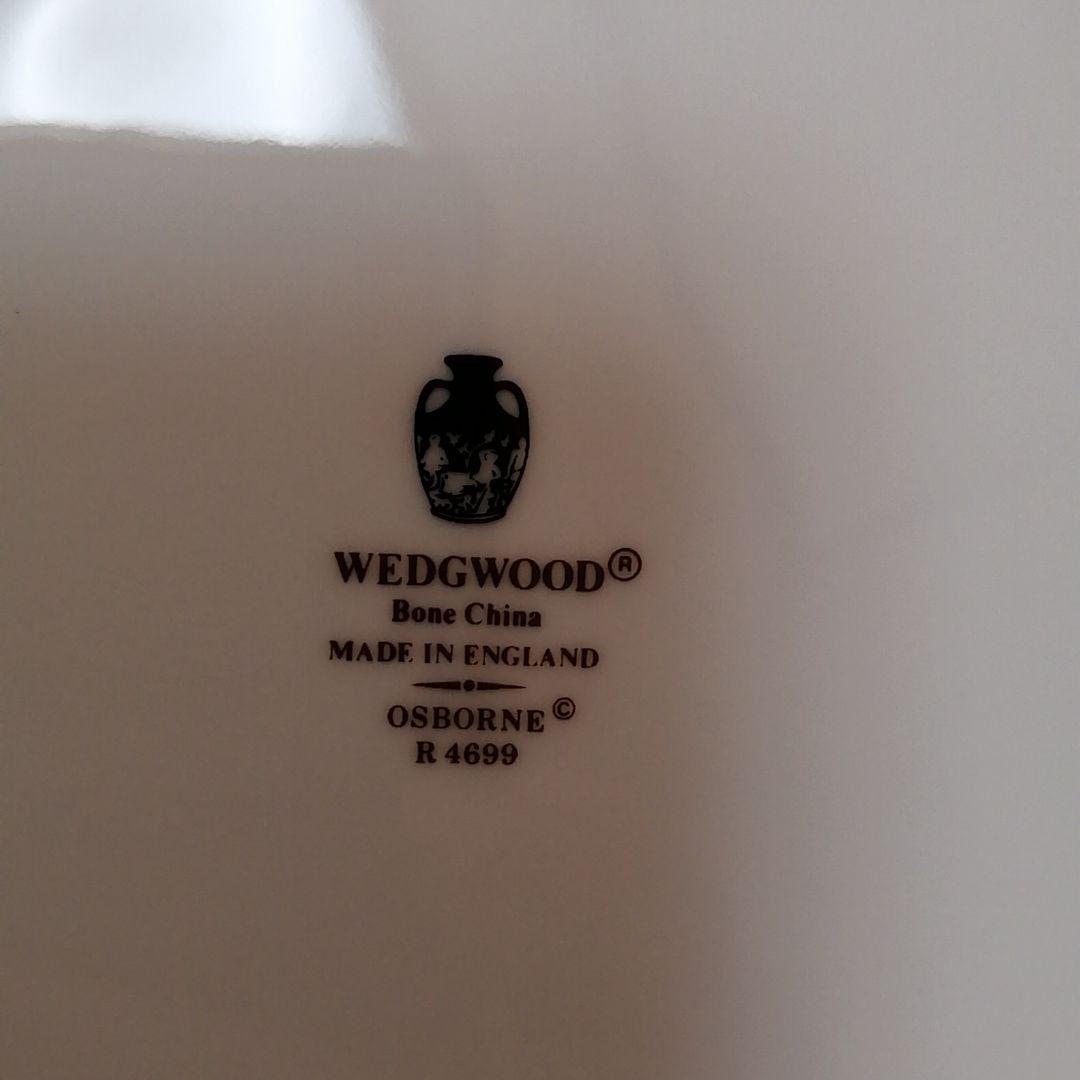 WEDGWOOD®
Bone China
MADE IN ENGLAND
OSBORNE©
R 4699